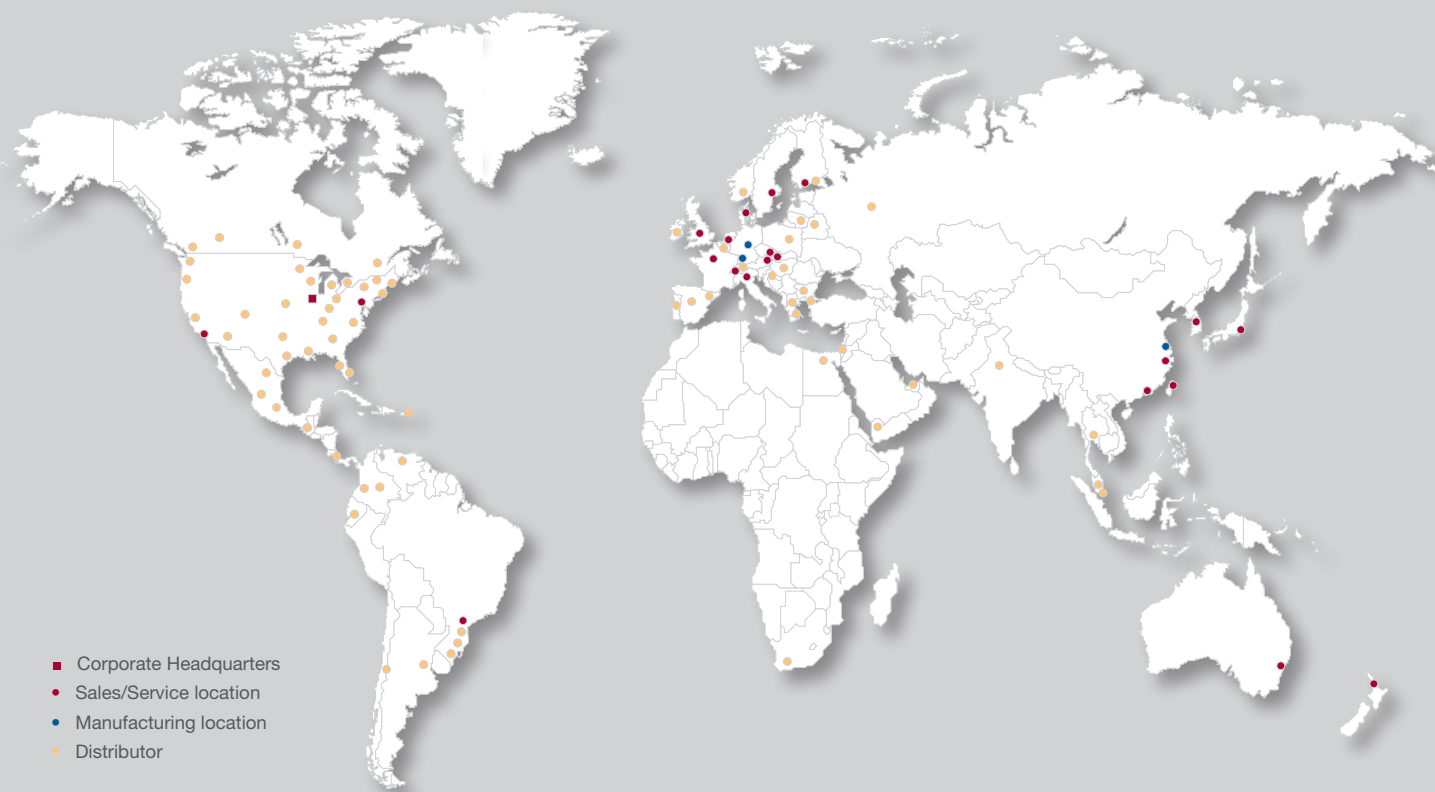 Corporate Headquarters
Sales/Service location
Manufacturing location
Distributor